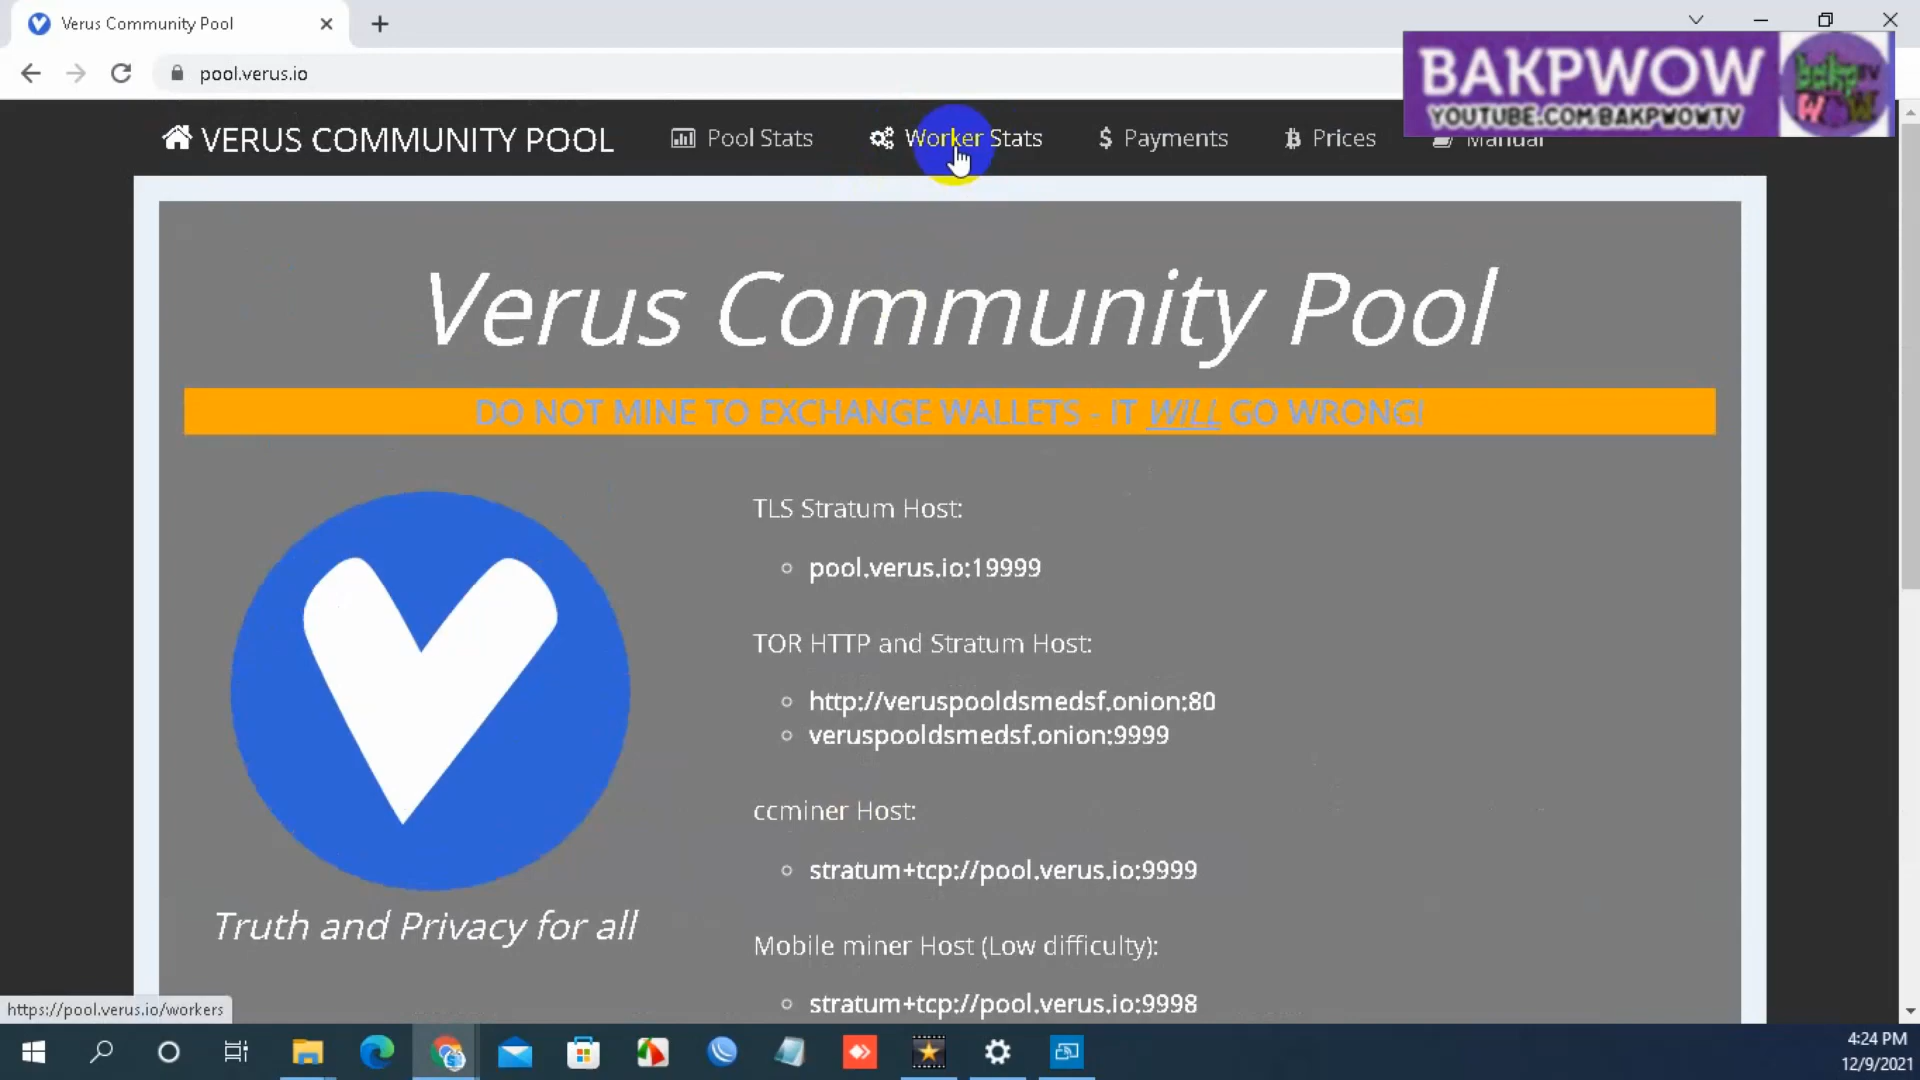 Verus Community Pool
pool.verus.io
BAKPWOW
YOUTUBE.COM/BAKPWOWTV
VERUS COMMUNITY POOL
Pool Stats
Worker Stats
$ Payments
Prices
Manual
Verus Community Pool
DO NOT MINE TO EXCHANGE WALLETS - IT WILL GO WRONG!
TLS Stratum Host:
pool.verus.io:19999
TOR HTTP and Stratum Host:
http://veruspooldsmedsf.onion:80
veruspooldsmedsf.onion:9999
ccminer Host:
stratum+tcp://pool.verus.io:9999
Truth and Privacy for all
Mobile miner Host (Low difficulty):
stratum+tcp://pool.verus.io:9998
https://pool.verus.io/workers
4:24 PM
12/9/2021